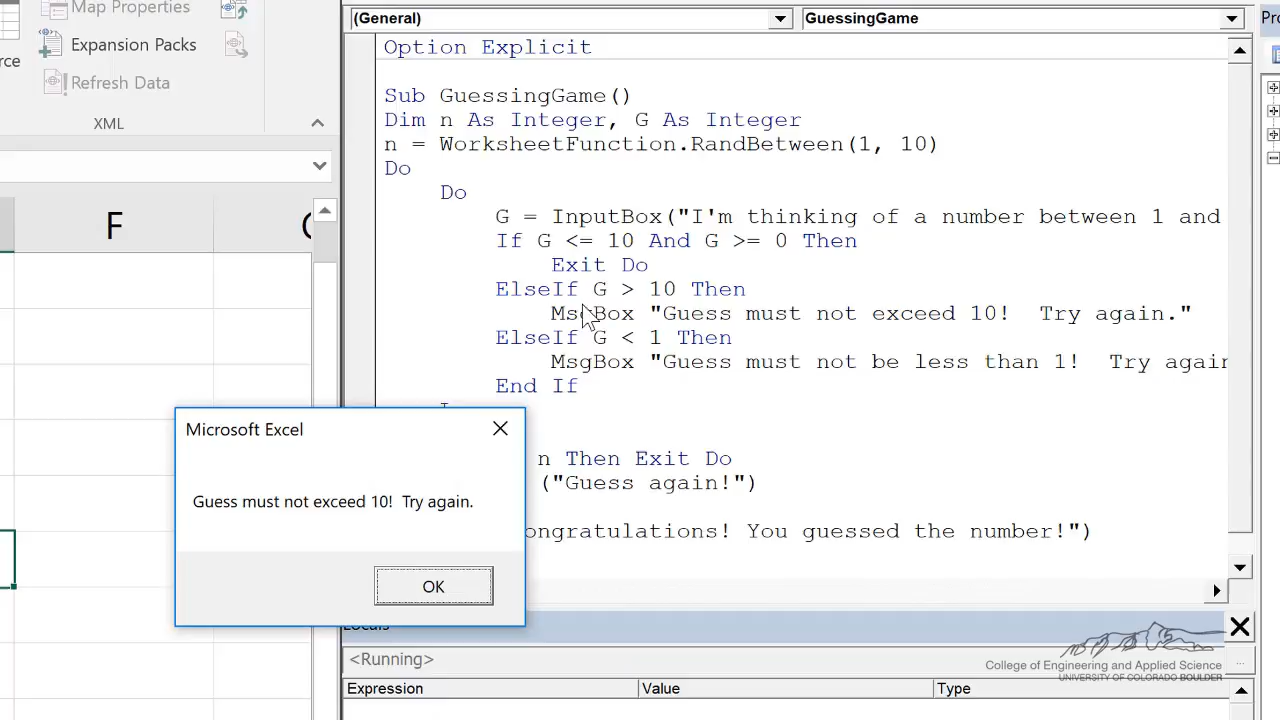 Map Properties
Expansion Packs
Refresh Data
XML
F
(General)
GuessingGame
Option Explicit
Sub GuessingGame()
Dim n As Integer, G As Integer
n = WorksheetFunction.RandBetween(1, 10)
Do
Do
G = InputBox("I'm thinking of a number between 1 and
If G <= 10 And G >= 0 Then
Exit Do
ElseIf G > 10 Then
MsgBox "Guess must not exceed 10!  Try again."
ElseIf G < 1 Then
MsgBox "Guess must not be less than 1!  Try again
End If
n Then Exit Do
("Guess again!")
ongratulations! You guessed the number!")
Microsoft Excel
Guess must not exceed 10!  Try again.
OK
Locals
<Running>
Expression Value Type
College of Engineering and Applied Science
UNIVERSITY OF COLORADO BOULDER